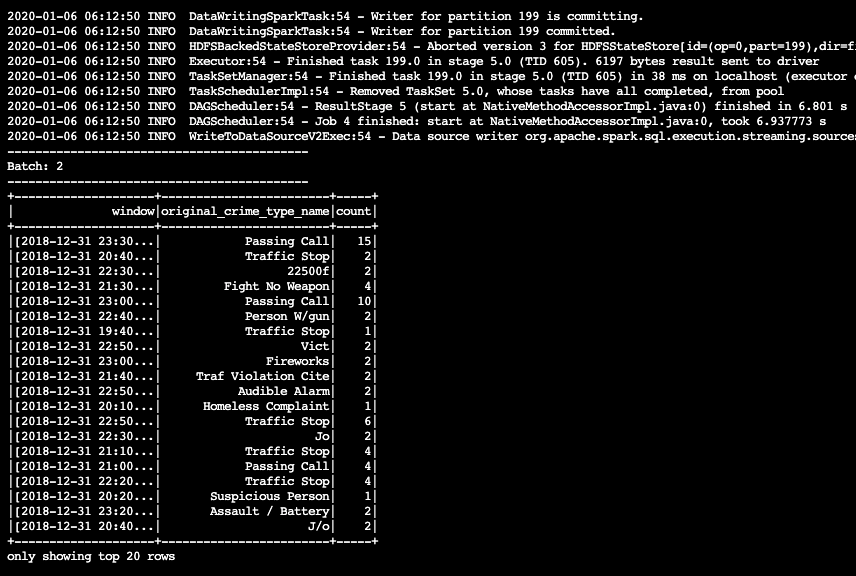 2020-01-06 06:12:50 INFO  DataWritingSparkTask:54 - Writer for partition 199 is committing.
2020-01-06 06:12:50 INFO  DataWritingSparkTask:54 - Writer for partition 199 committed.
2020-01-06 06:12:50 INFO  HDFSBackedStateStoreProvider:54 - Aborted version 3 for HDFSStateStore[id=(op=0,part=199),dir=fi
2020-01-06 06:12:50 INFO  Executor:54 - Finished task 199.0 in stage 5.0 (TID 605). 6197 bytes result sent to driver
2020-01-06 06:12:50 INFO  TaskSetManager:54 - Finished task 199.0 in stage 5.0 (TID 605) in 38 ms on localhost (executor d
2020-01-06 06:12:50 INFO  TaskSchedulerImpl:54 - Removed TaskSet 5.0, whose tasks have all completed, from pool
2020-01-06 06:12:50 INFO  DAGScheduler:54 - ResultStage 5 (start at NativeMethodAccessorImpl.java:0) finished in 6.801 s
2020-01-06 06:12:50 INFO  DAGScheduler:54 - Job 4 finished: start at NativeMethodAccessorImpl.java:0, took 6.937773 s
2020-01-06 06:12:50 INFO  WriteToDataSourceV2Exec:54 - Data source writer org.apache.spark.sql.execution.streaming.sources
-------------------------------------------
Batch: 2
-------------------------------------------
+--------------------+------------------------+-----+
|              window|original_crime_type_name|count|
+--------------------+------------------------+-----+
|[2018-12-31 23:30...|            Passing Call|   15|
|[2018-12-31 20:40...|            Traffic Stop|    2|
|[2018-12-31 22:30...|                  22500f|    2|
|[2018-12-31 21:30...|         Fight No Weapon|    4|
|[2018-12-31 23:00...|            Passing Call|   10|
|[2018-12-31 22:40...|            Person W/gun|    2|
|[2018-12-31 19:40...|            Traffic Stop|    1|
|[2018-12-31 22:50...|                    Vict|    2|
|[2018-12-31 23:00...|               Fireworks|    2|
|[2018-12-31 21:40...|     Traf Violation Cite|    2|
|[2018-12-31 22:50...|           Audible Alarm|    2|
|[2018-12-31 20:10...|      Homeless Complaint|    1|
|[2018-12-31 22:50...|            Traffic Stop|    6|
|[2018-12-31 22:30...|                      Jo|    2|
|[2018-12-31 21:10...|            Traffic Stop|    4|
|[2018-12-31 21:00...|            Passing Call|    4|
|[2018-12-31 22:20...|            Traffic Stop|    4|
|[2018-12-31 20:20...|       Suspicious Person|    1|
|[2018-12-31 23:20...|       Assault / Battery|    2|
|[2018-12-31 20:40...|                     J/o|    2|
+--------------------+------------------------+-----+
only showing top 20 rows